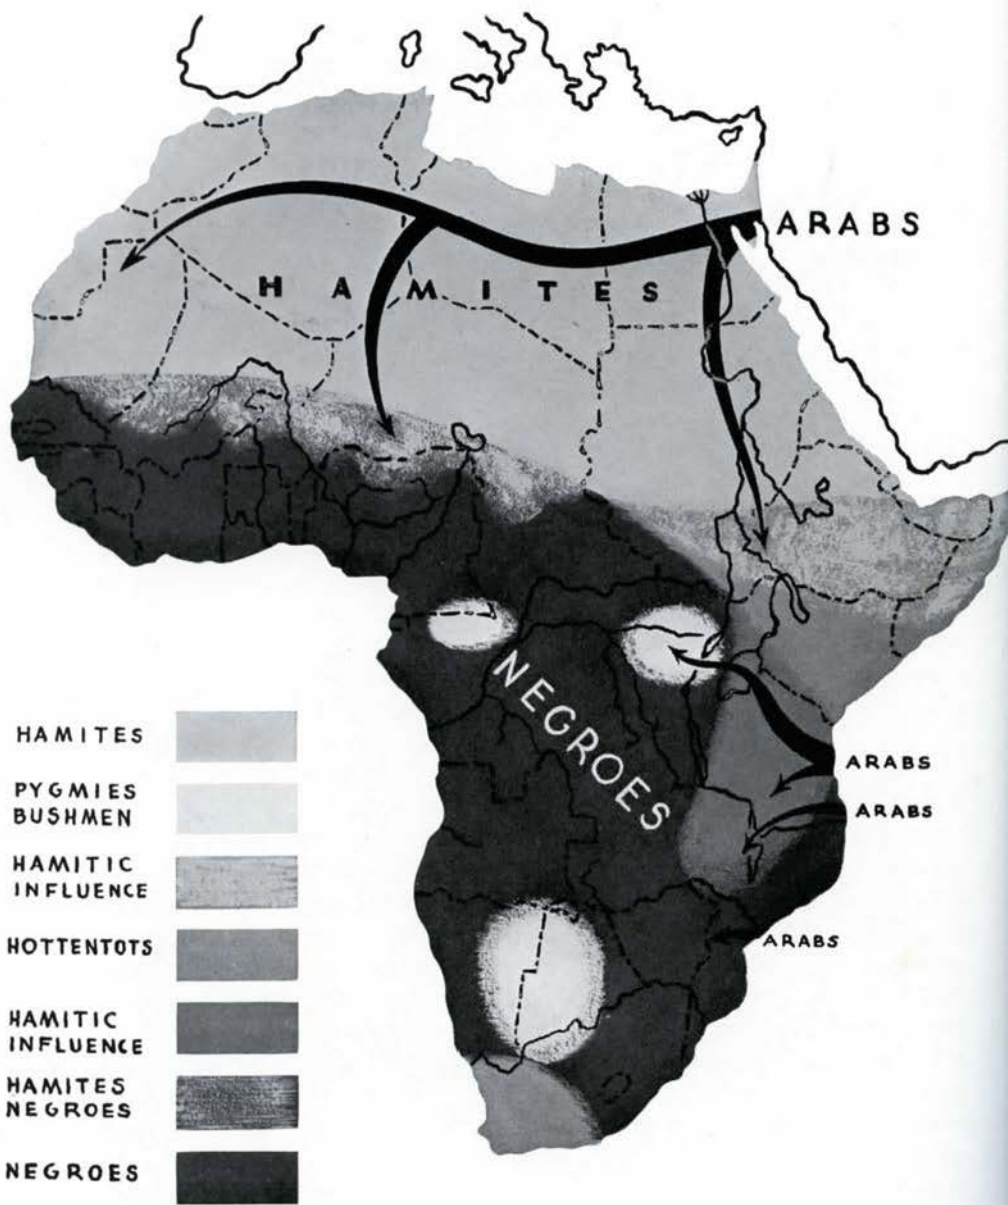 ARABS
HAMITES
NEGROES
ARABS
ARABS
ARABS
HAMITES
PYGMIES
BUSHMEN
HAMITIC
INFLUENCE
HOTTENTOTS
HAMITIC
INFLUENCE
HAMITES
NEGROES
NEGROES